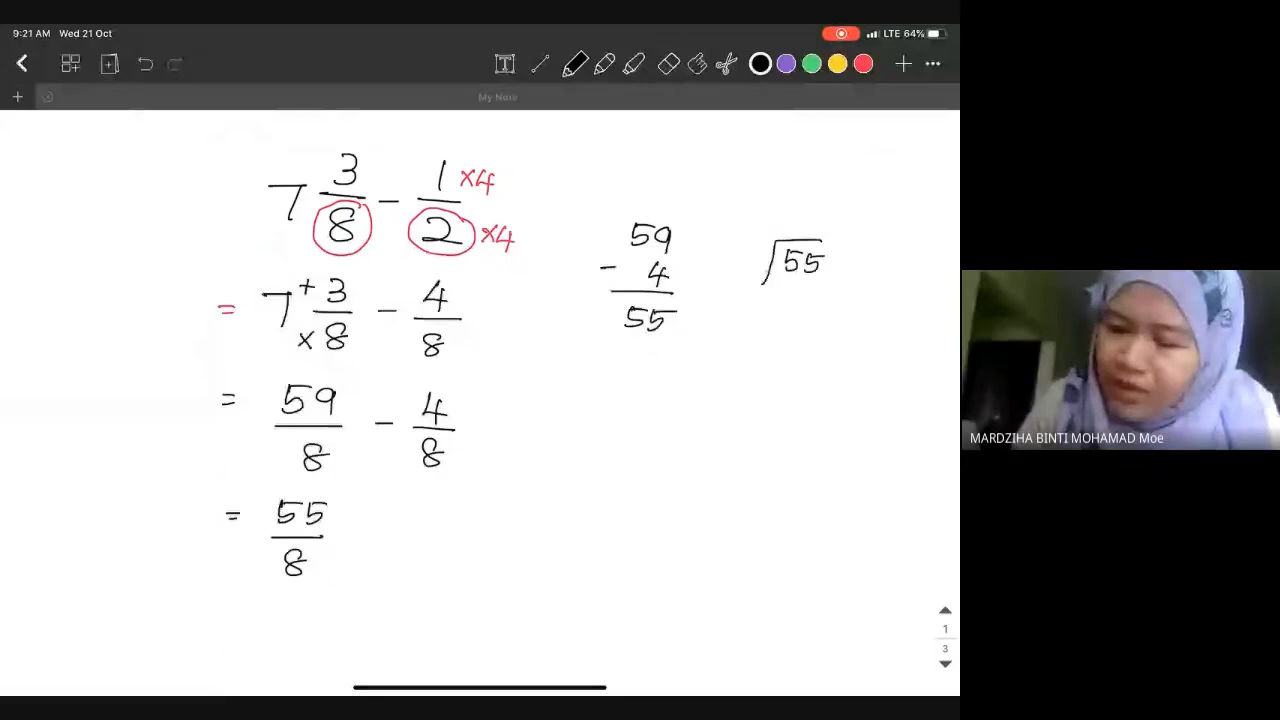 9:21 AM Wed 21 Oct
LTE 64%
My Note
7 3/8 - 1/2 ×4 ×4
= 7 + 3/8 × - 4/8
= 59/8 - 4/8
= 55/8
59
- 4
55
55
MARDZIHA BINTI MOHAMAD Moe
1
3